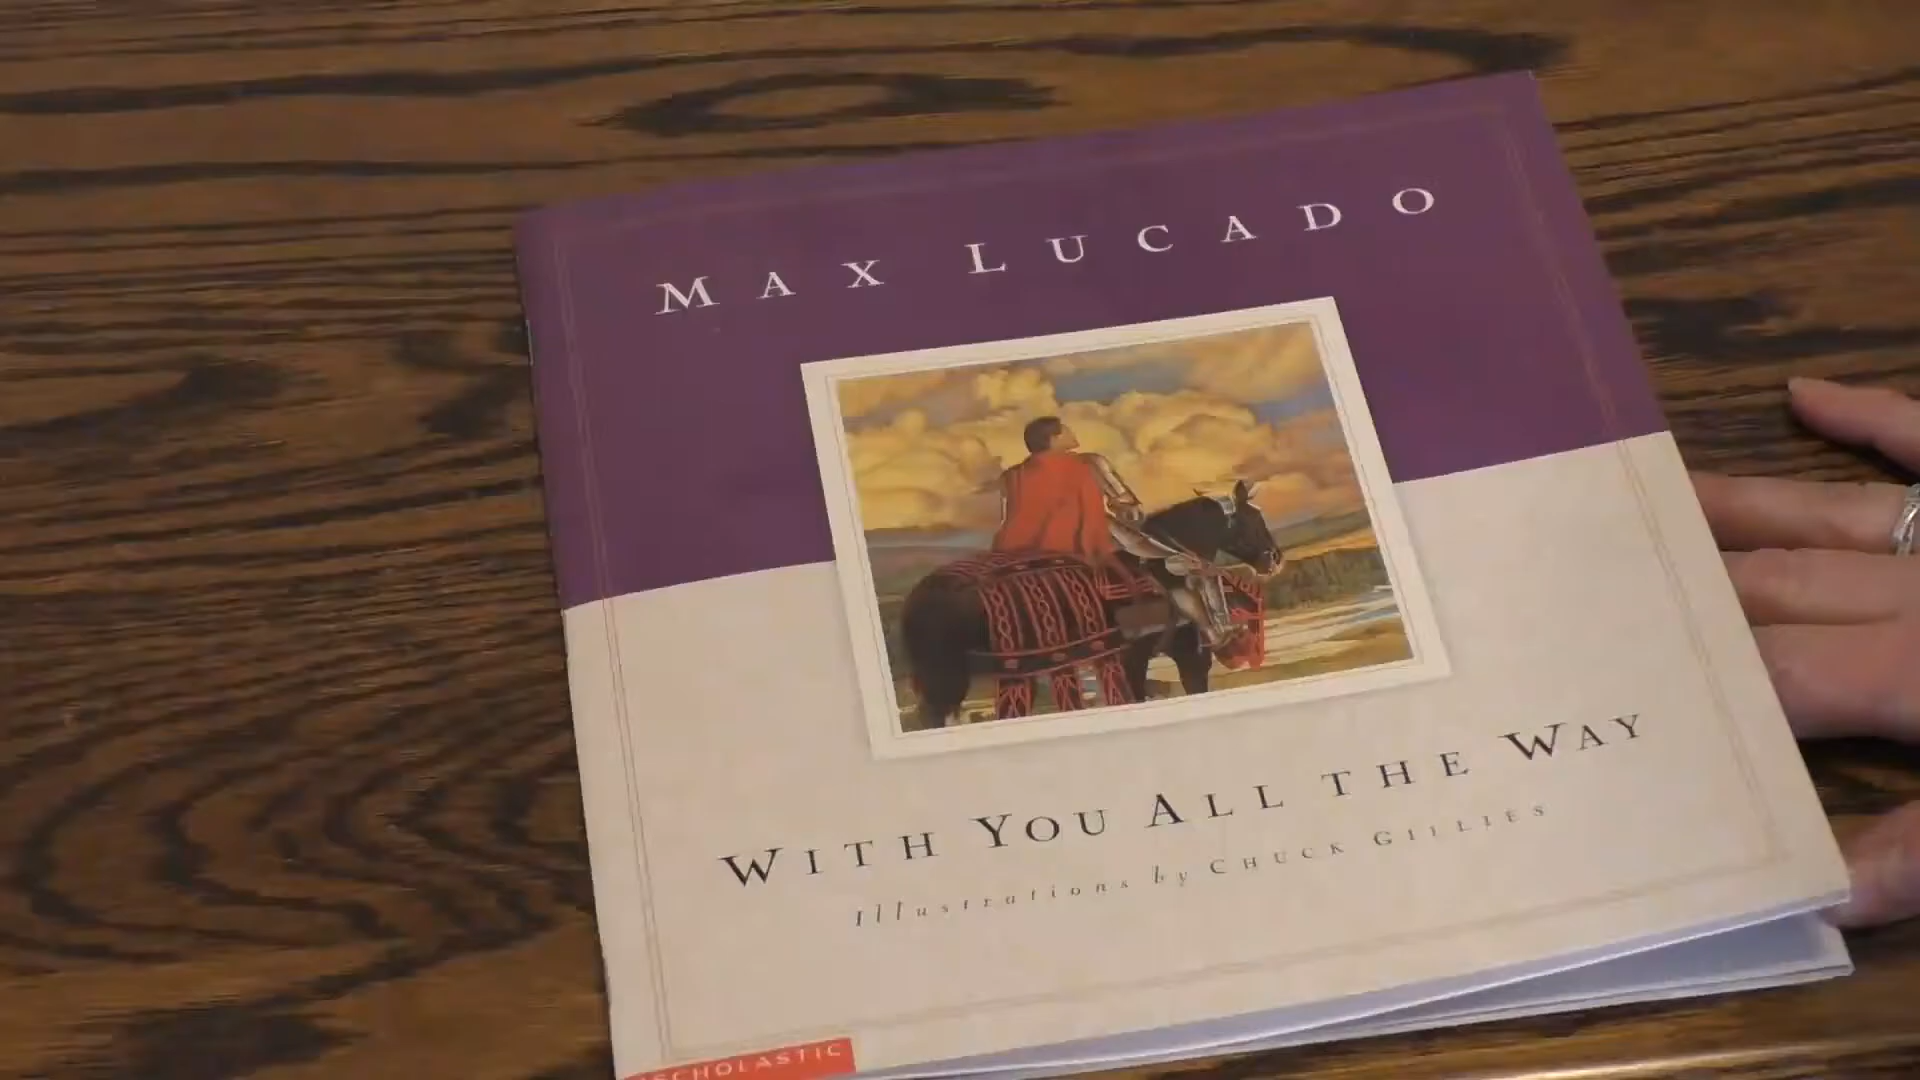 MAX LUCADO
WITH YOU ALL THE WAY
Illustrations by CHUCK GILLIES
SCHOLASTIC